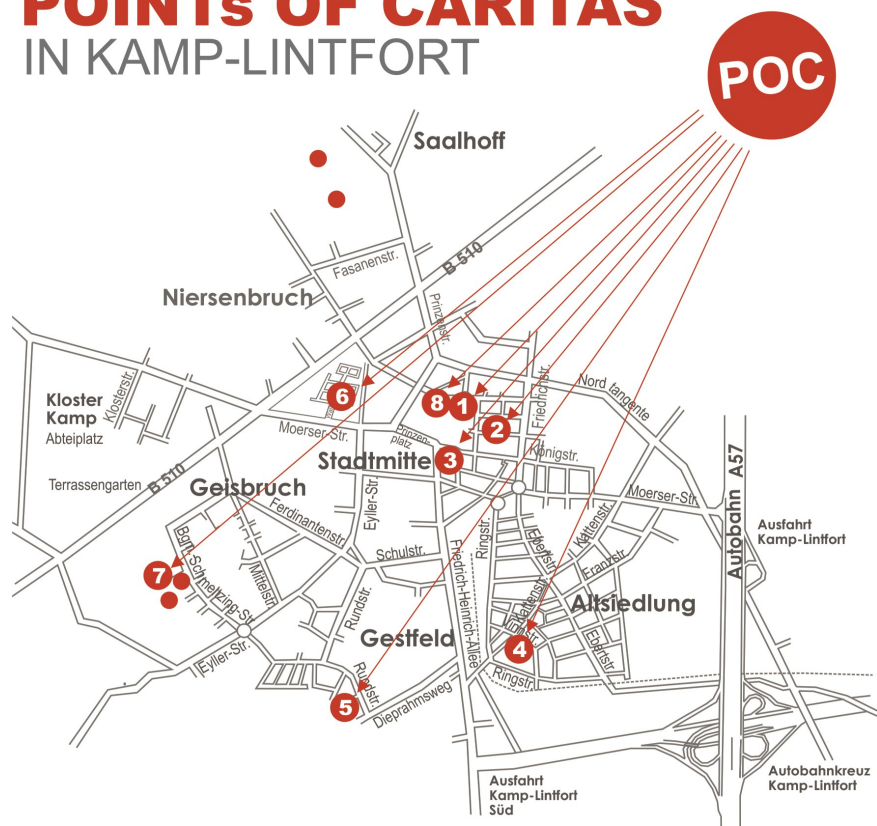 POINTs OF CARITAS
IN KAMP-LINTFORT
POC
Saalhoff
B 510
Fasanenstr.
Niersenbruch
Prinzenstr.
Kloster
Kamp
Abteiplatz
Klosterstr.
6
8
1
2
Friedrichstr.
Nord tangente
Moerser-Str.
Prinzen-
platz
Stadtmitte
3
Königstr.
Terrassengarten
B 510
Geisbruch
Eyller-Str.
Moerser-Str.
Autobahn A57
Ausfahrt
Kamp-Lintfort
Ferdinantenstr.
Schulstr.
Friedrich-Heinrich-Allee
Ringstr.
Ebertstr.
Kattenstr.
Franzstr.
7
Bgm.-Schmelzing-Str.
Mittelstr.
Rundstr.
Gestfeld
Kattenstr.
Altsiedlung
4
Ebertstr.
Eyller-Str.
Rundstr.
5
Dieprahmsweg
Ringstr.
Ausfahrt
Kamp-Lintfort
Süd
Autobahnkreuz
Kamp-Lintfort